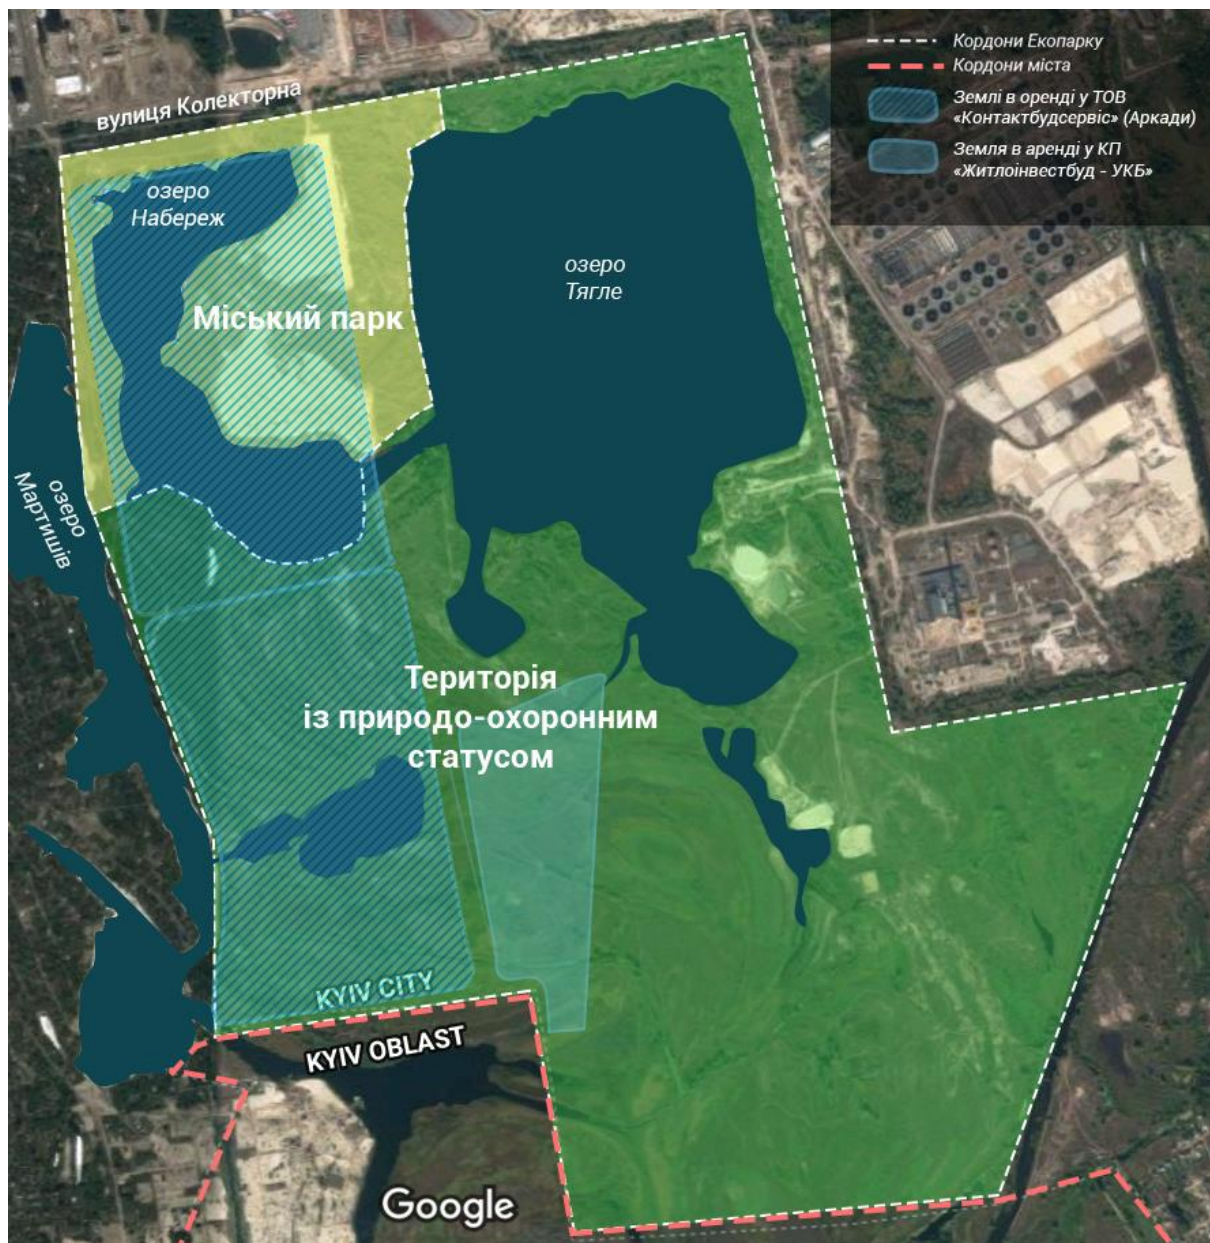 Кордони Екопарку
Кордони міста
Землі в оренді у ТОВ
«Контактбудсервіс» (Аркади)
Земля в аренді у КП
«Житлоінвестбуд - УКБ»
вулиця Колекторна
озеро
Набереж
озеро
Тягле
Міський парк
озеро
Мартишів
Територія
із природо-охоронним
статусом
KYIV CITY
KYIV OBLAST
Google